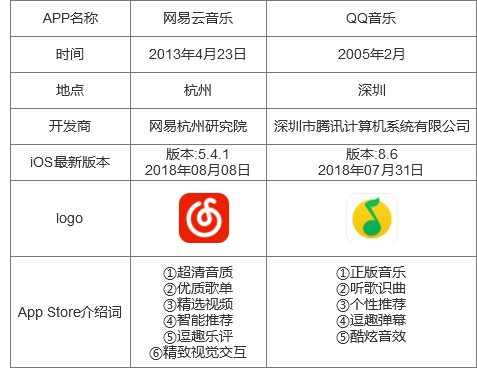 APP名称 网易云音乐 QQ音乐
时间 2013年4月23日 2005年2月
地点 杭州 深圳
开发商 网易杭州研究院 深圳市腾讯计算机系统有限公司
iOS最新版本
版本:5.4.1
2018年08月08日
版本:8.6
2018年07月31日
logo
App Store介绍词
①超清音质
②优质歌单
③精选视频
④智能推荐
⑤逗趣乐评
⑥精致视觉交互
①正版音乐
②听歌识曲
③个性推荐
④逗趣弹幕
⑤酷炫音效